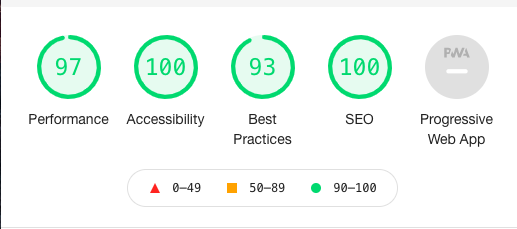 97
100
93
100
PWA
Performance
Accessibility
Best
Practices
SEO
Progressive
Web App
0–49
50–89
90–100